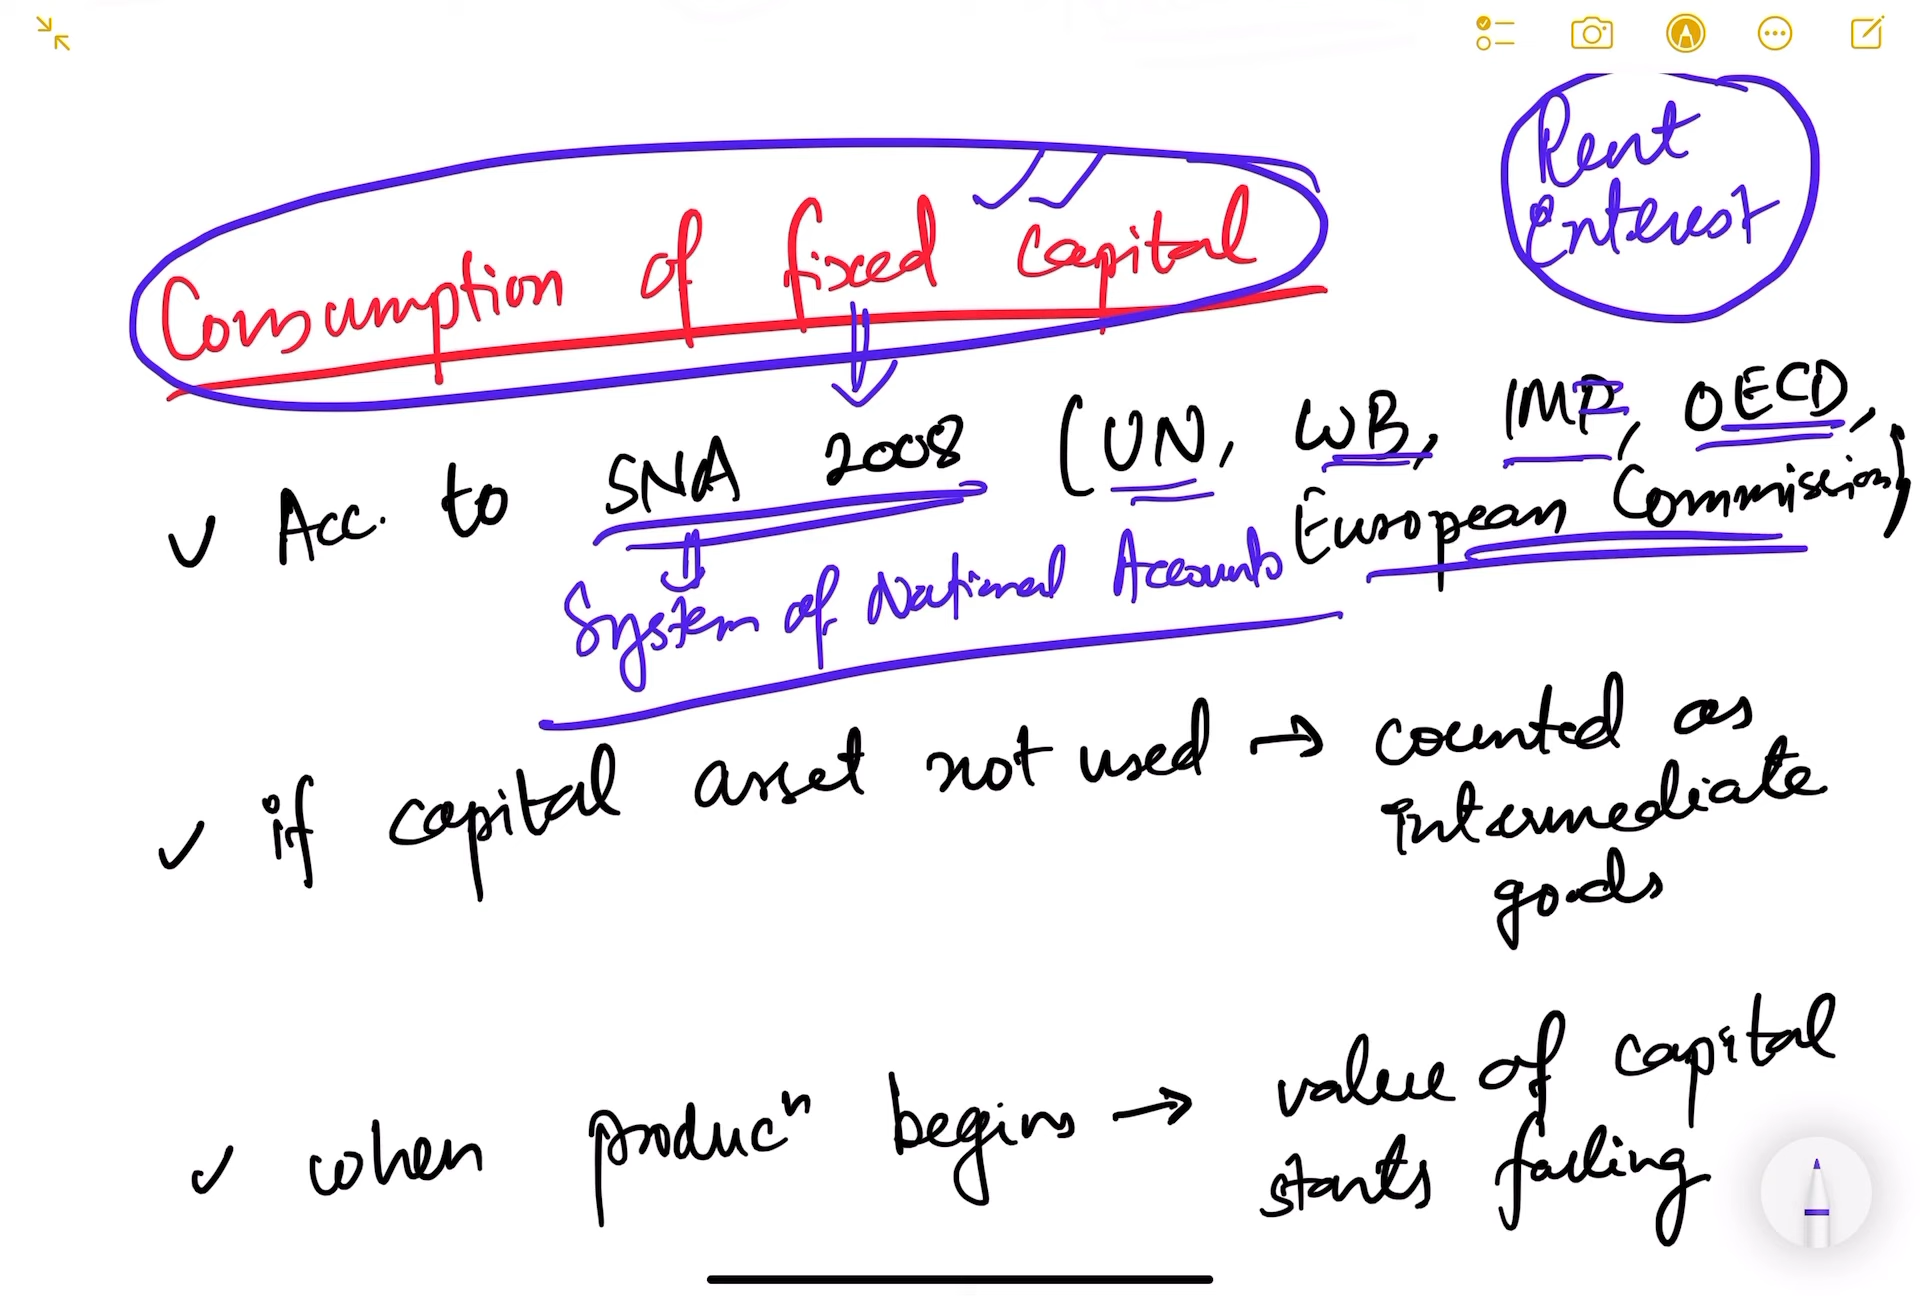 Rent
Interest
Consumption of fixed capital
Acc. to SNA 2008 (UN, WB, IMF, OECD,
European Commission)
System of National Accounts
if capital asset not used → counted as
intermediate
goods
when producⁿ begins → value of capital
starts falling